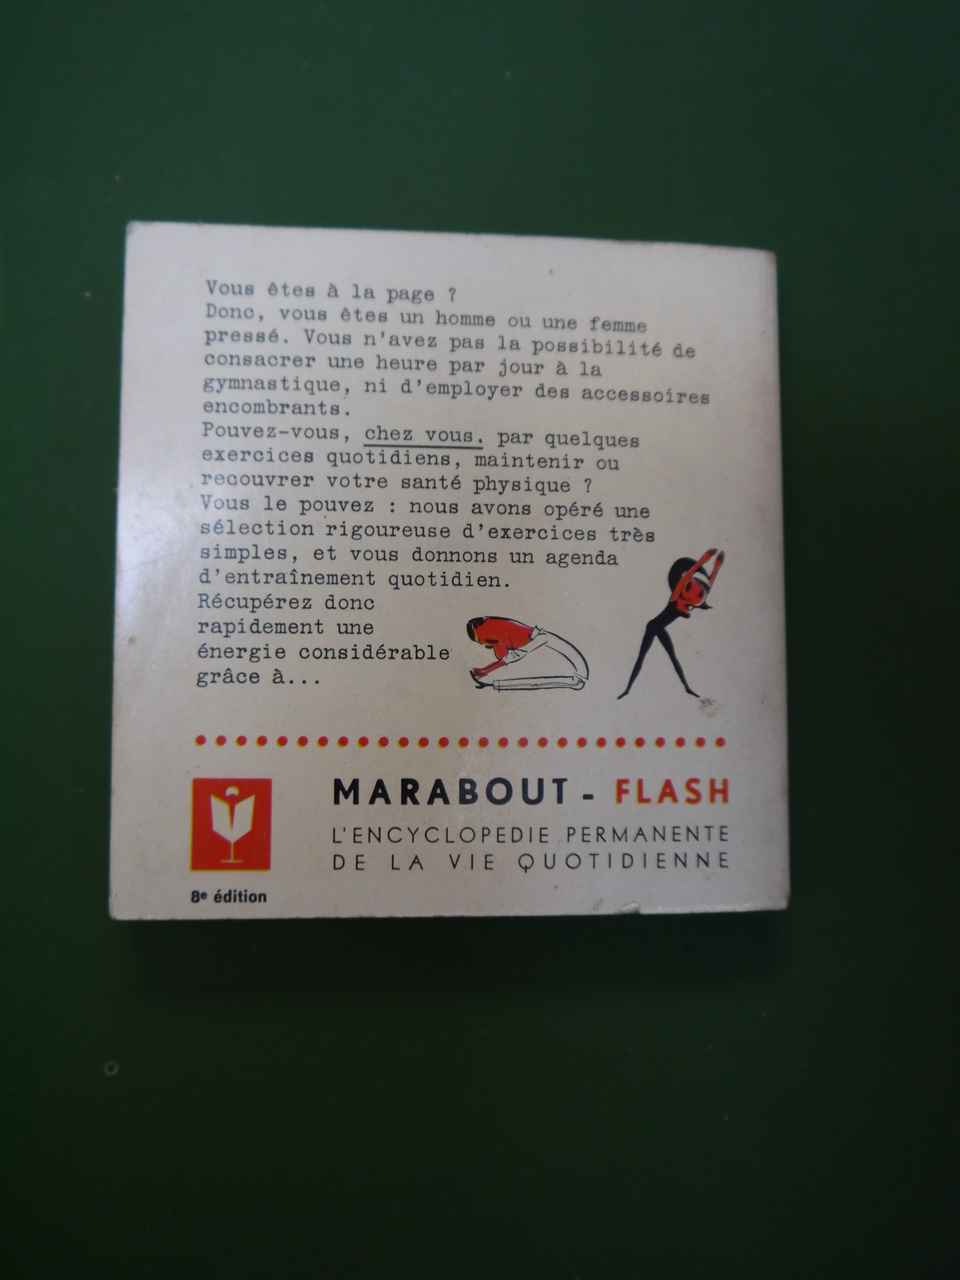 Vous êtes à la page ?
Donc, vous êtes un homme ou une femme
pressé. Vous n'avez pas la possibilité de
consacrer une heure par jour à la
gymnastique, ni d'employer des accessoires
encombrants.
Pouvez-vous, chez vous, par quelques
exercices quotidiens, maintenir ou
recouvrer votre santé physique ?
Vous le pouvez : nous avons opéré une
sélection rigoureuse d'exercices très
simples, et vous donnons un agenda
d'entraînement quotidien.
Récupérez donc
rapidement une
énergie considérable
grâce à...
MARABOUT - FLASH
L'ENCYCLOPEDIE PERMANENTE
DE LA VIE QUOTIDIENNE
8e édition